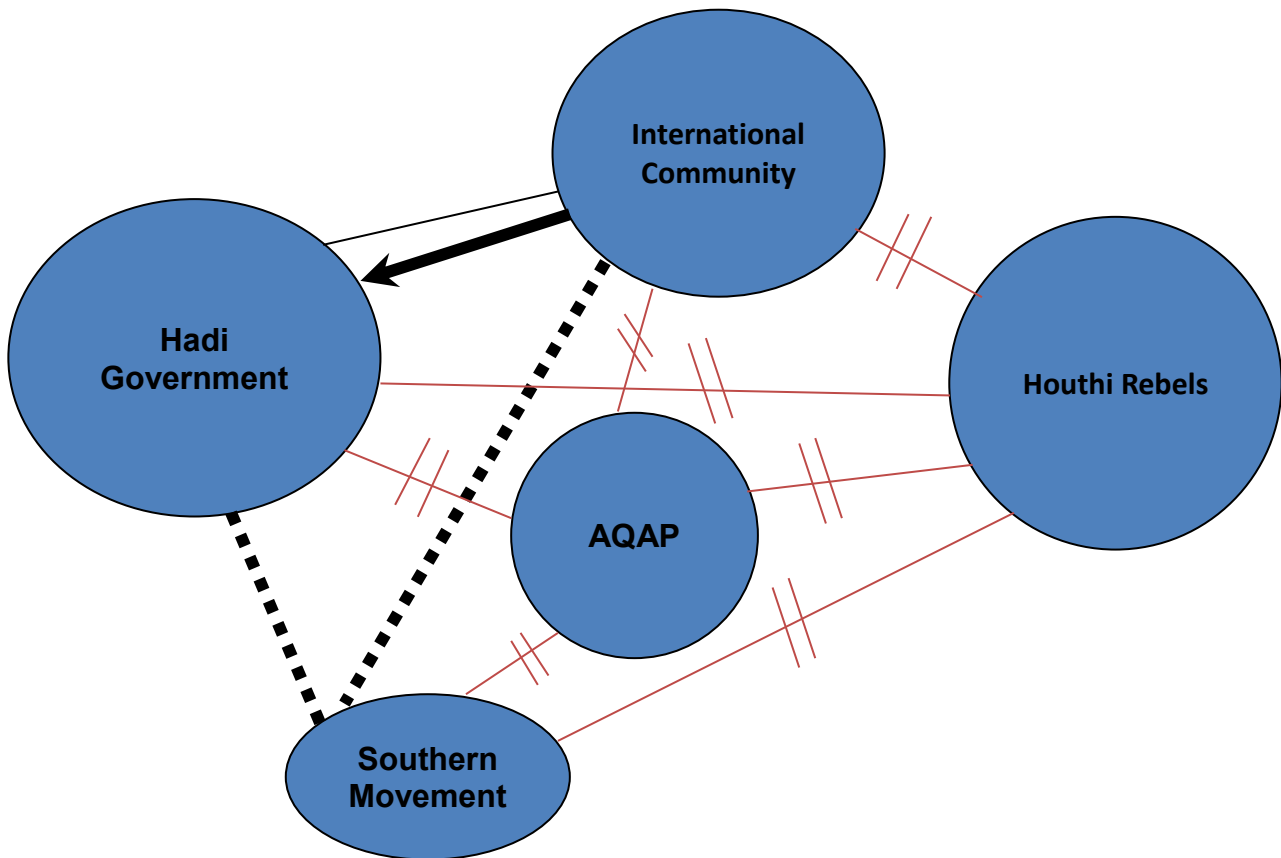 International
Community
Hadi
Government
Houthi Rebels
AQAP
Southern
Movement